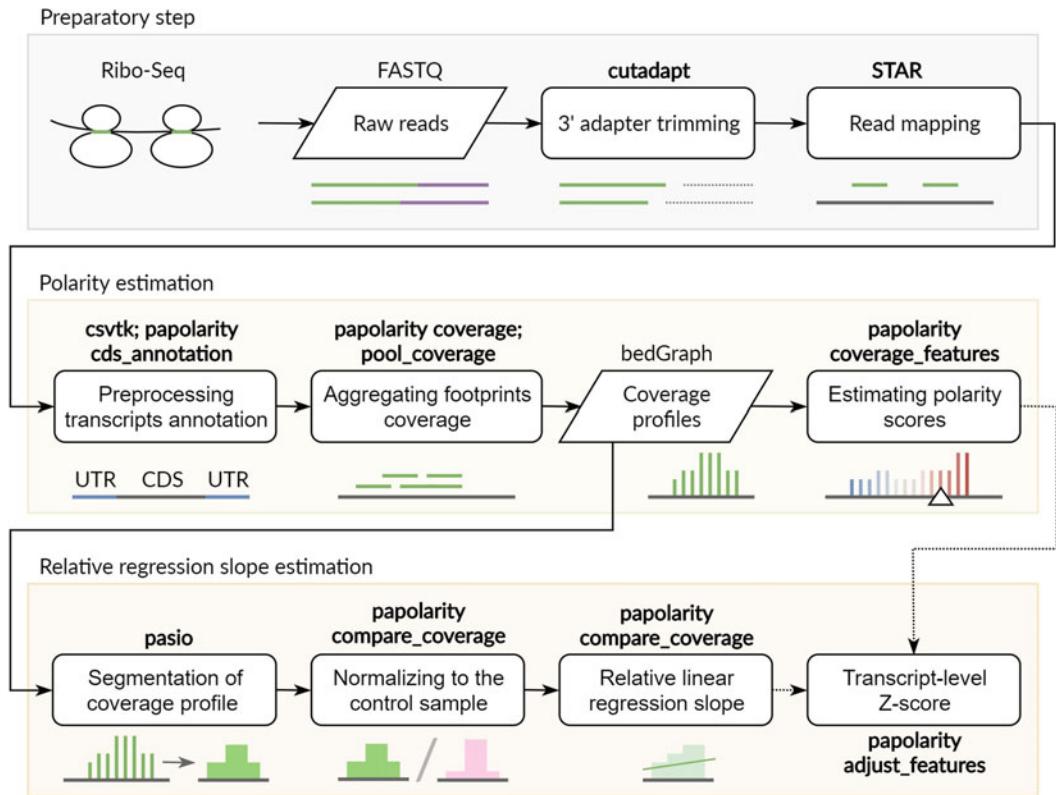 Preparatory step
Ribo-Seq
FASTQ
cutadapt
STAR
Raw reads
3' adapter trimming
Read mapping
Polarity estimation
csvtk; papolarity
cds_annotation
papolarity coverage;
pool_coverage
bedGraph
papolarity
coverage_features
Preprocessing
transcripts annotation
Aggregating footprints
coverage
Coverage
profiles
Estimating polarity
scores
UTR CDS UTR
Relative regression slope estimation
pasio
papolarity
compare_coverage
papolarity
compare_coverage
Segmentation of
coverage profile
Normalizing to the
control sample
Relative linear
regression slope
Transcript-level
Z-score
papolarity
adjust_features